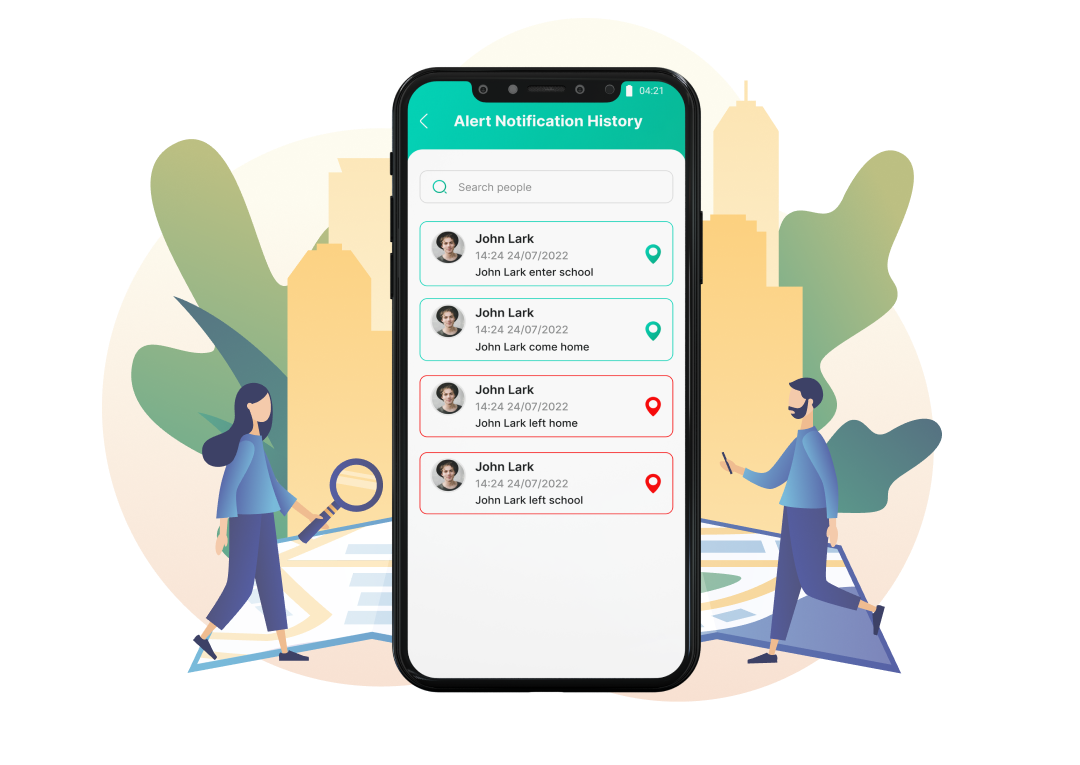 04:21
Alert Notification History
Search people
John Lark
14:24 24/07/2022
John Lark enter school
John Lark
14:24 24/07/2022
John Lark come home
John Lark
14:24 24/07/2022
John Lark left home
John Lark
14:24 24/07/2022
John Lark left school